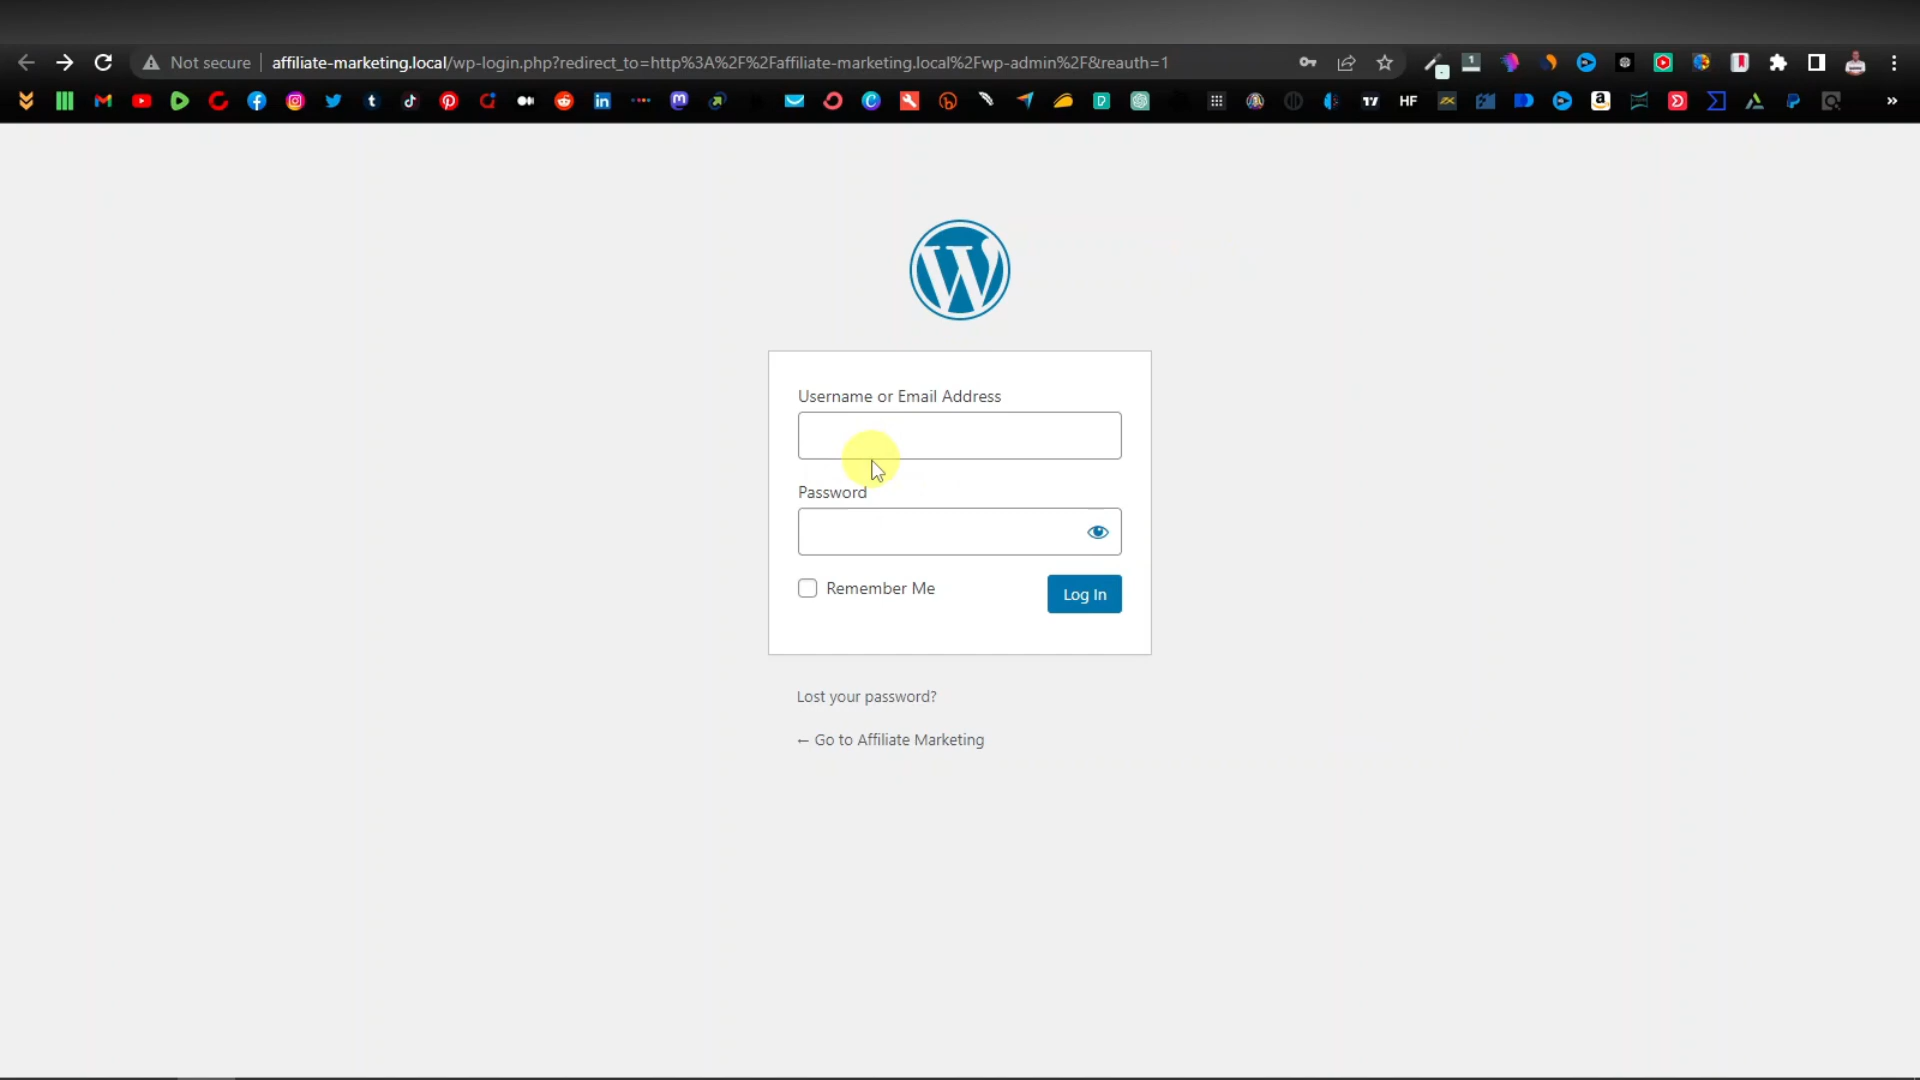 Not secure affiliate-marketing.local/wp-login.php?redirect_to=http%3A%2F%2Faffiliate-marketing.local%2Fwp-admin%2F&reauth=1
HF
Username or Email Address
Password
Remember Me
Log In
Lost your password?
← Go to Affiliate Marketing